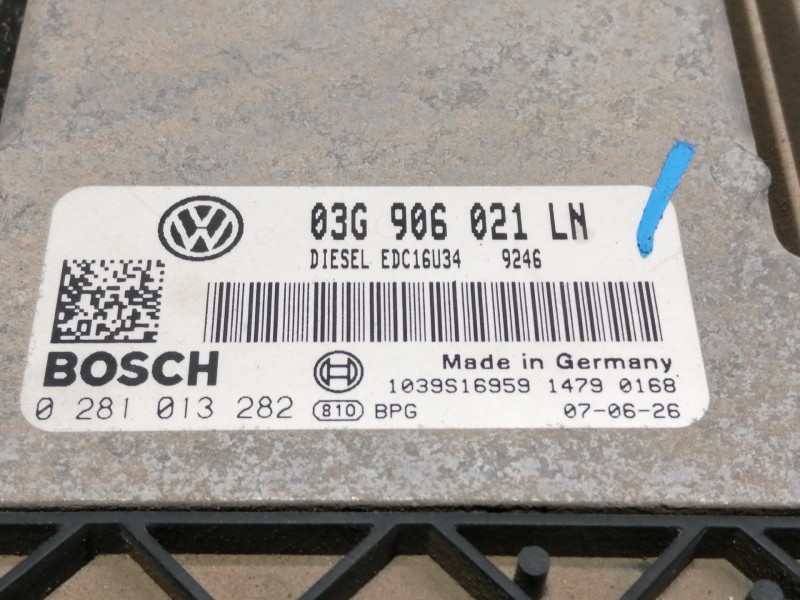 03G 906 021 LN
DIESEL EDC16U34 9246
BOSCH
Made in Germany
1039S16959 1479 0168
0 281 013 282 810 BPG 07-06-26